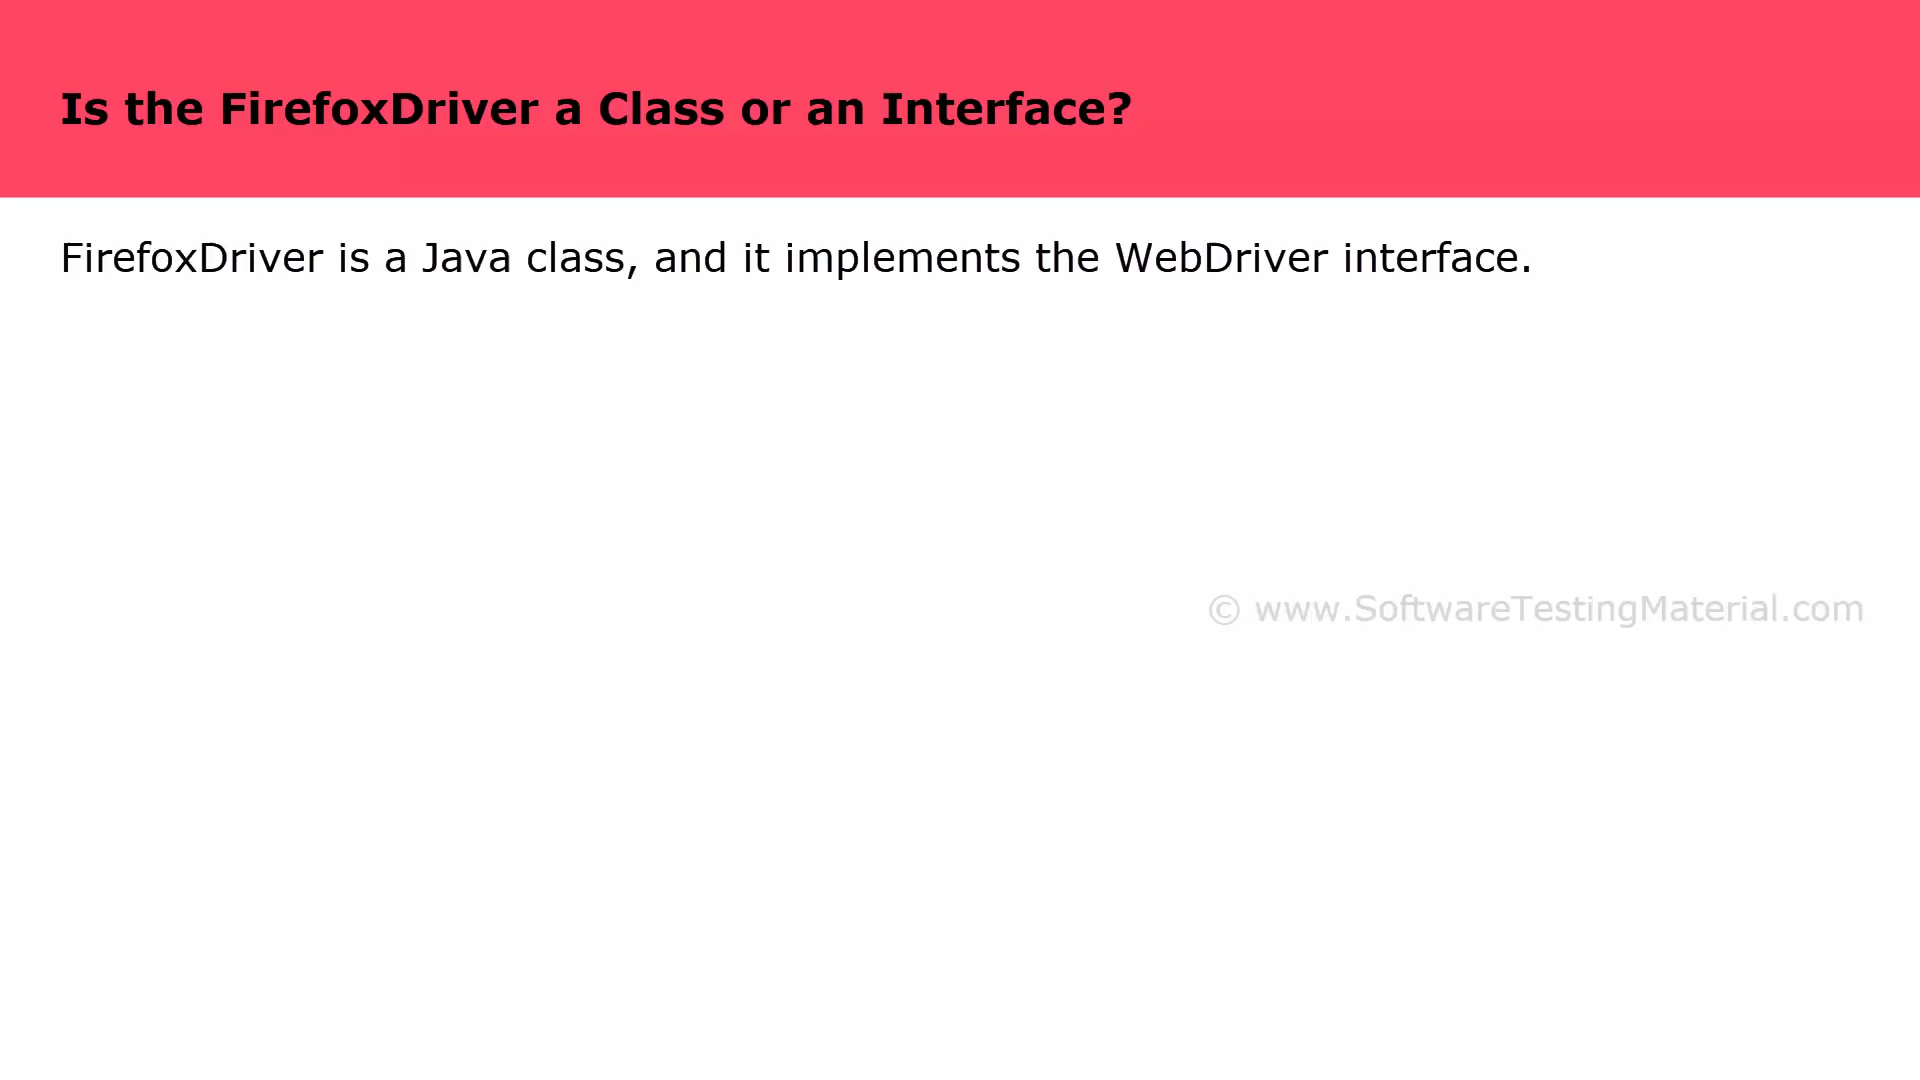 Is the FirefoxDriver a Class or an Interface?
FirefoxDriver is a Java class, and it implements the WebDriver interface.
© www.SoftwareTestingMaterial.com